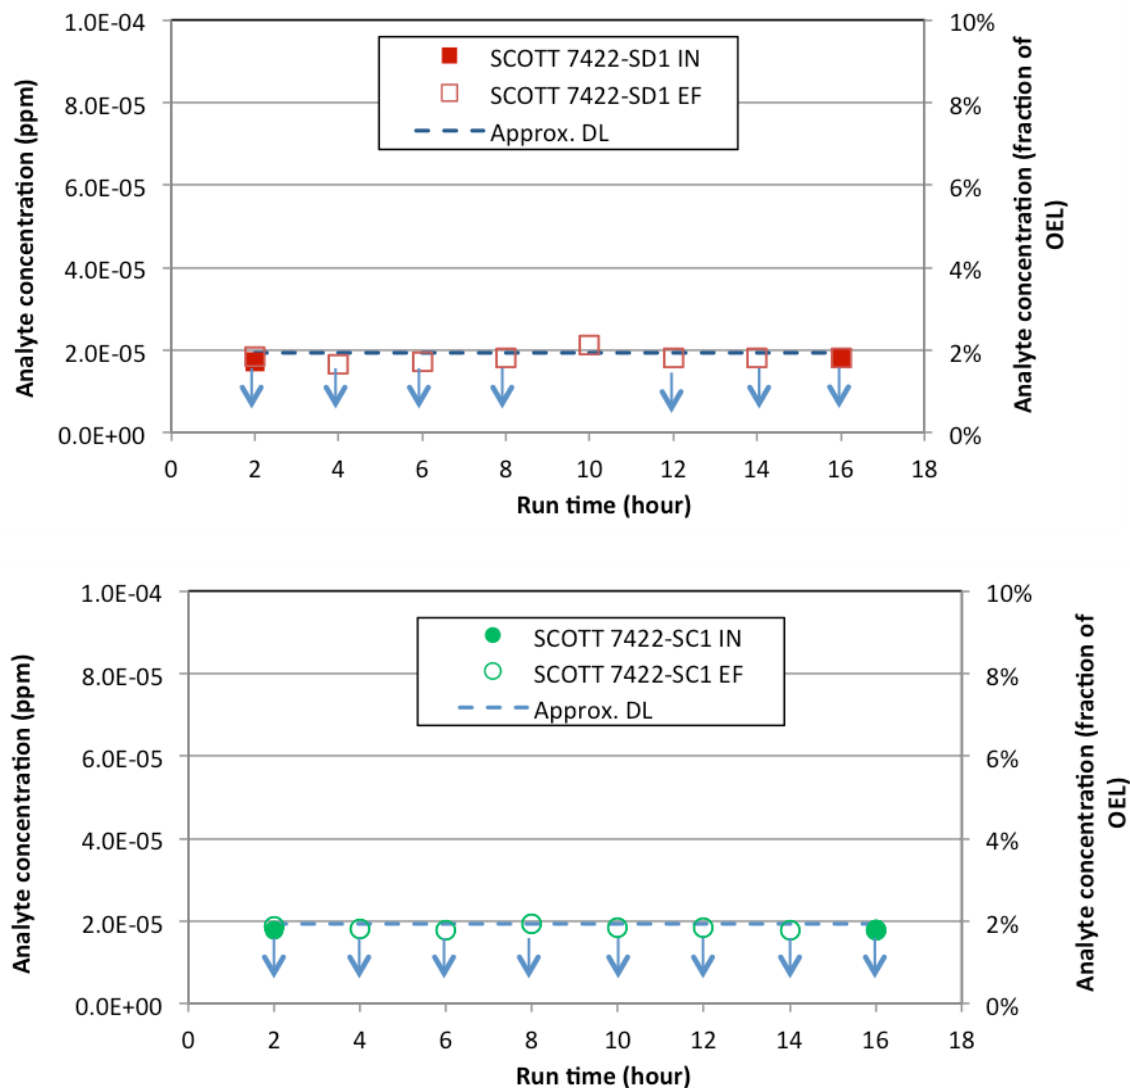 1.0E-04
8.0E-05
6.0E-05
4.0E-05
2.0E-05
0.0E+00
Analyte concentration (ppm)
SCOTT 7422-SD1 IN
SCOTT 7422-SD1 EF
Approx. DL
10%
8%
6%
4%
2%
0%
Analyte concentration (fraction of
OEL)
0 2 4 6 8 10 12 14 16 18
Run time (hour)
1.0E-04
8.0E-05
6.0E-05
4.0E-05
2.0E-05
0.0E+00
Analyte concentration (ppm)
SCOTT 7422-SC1 IN
SCOTT 7422-SC1 EF
Approx. DL
10%
8%
6%
4%
2%
0%
Analyte concentration (fraction of
OEL)
0 2 4 6 8 10 12 14 16 18
Run time (hour)